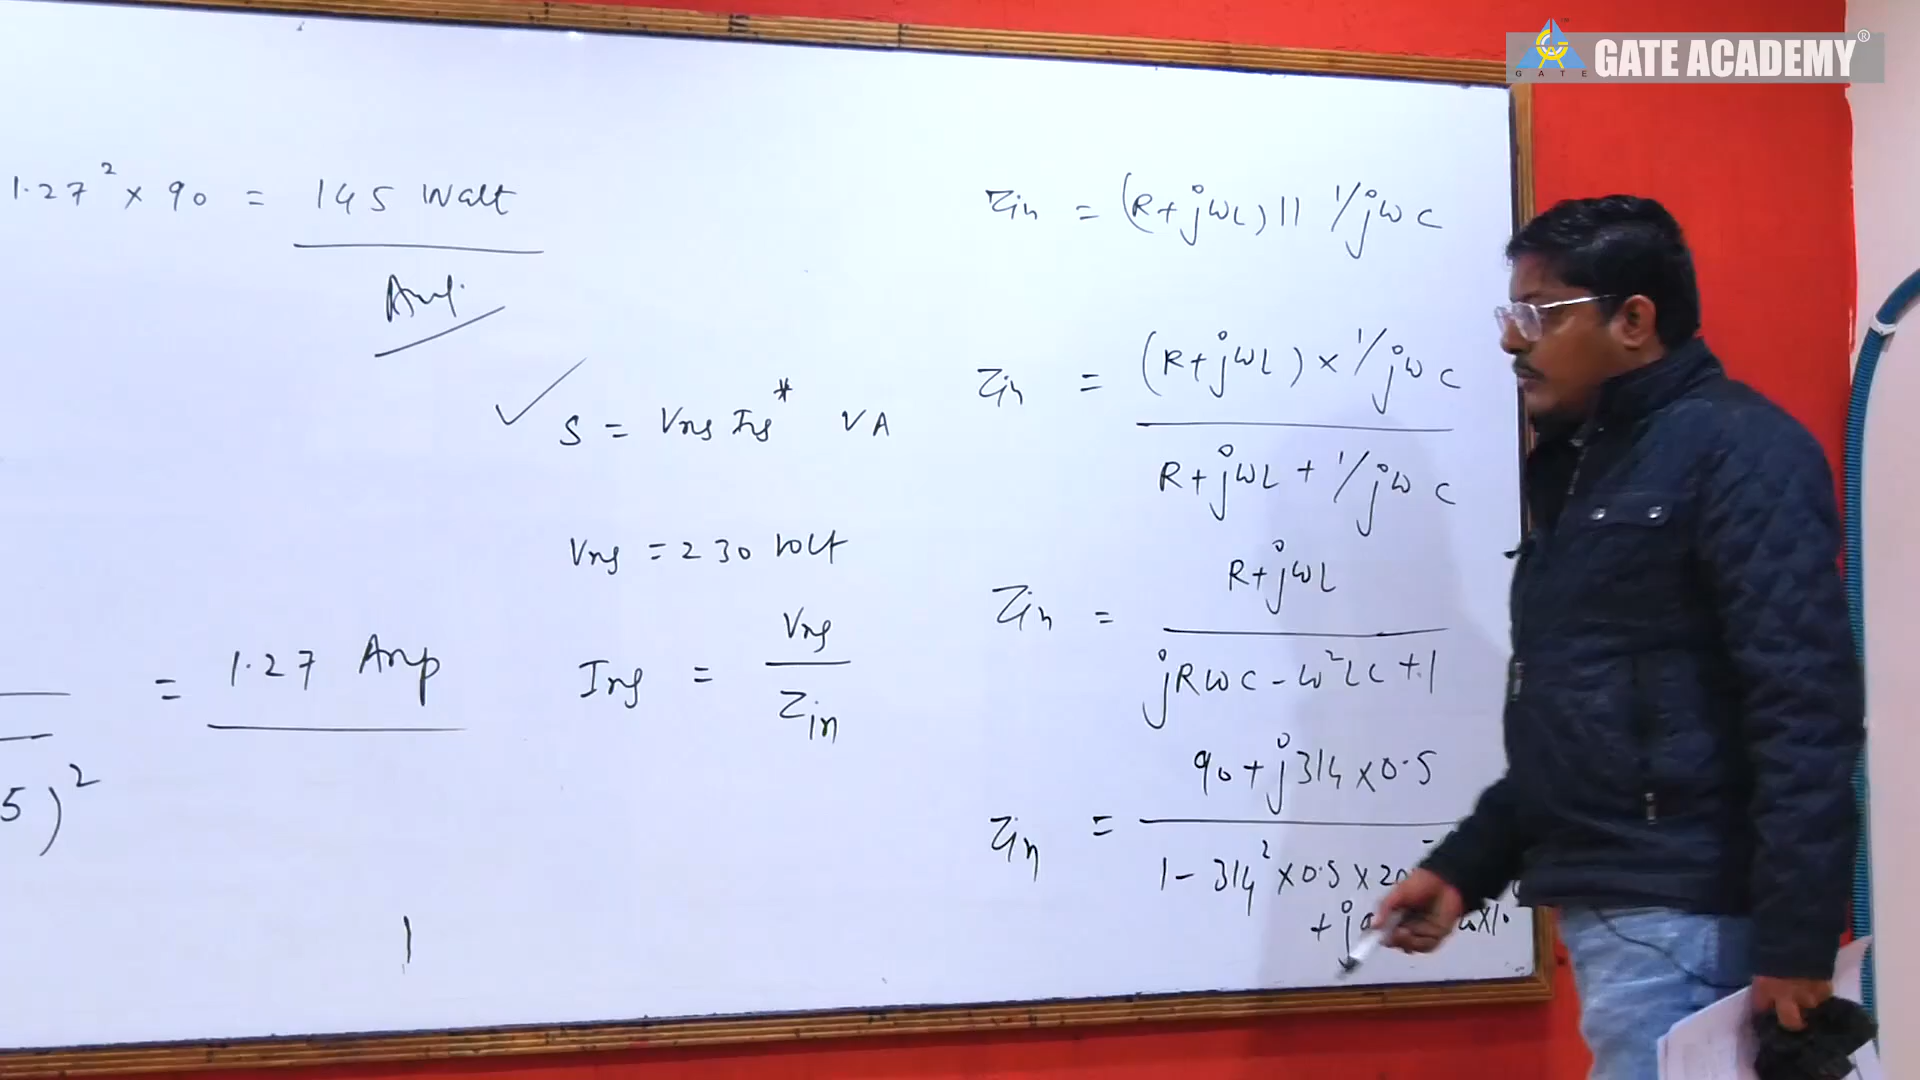 GATE ACADEMY®
GATE
1.27² × 90 = 145 Watt
Ans.
S = Vrms Irms* VA
Vrms = 230 Volt
= 1.27 Amp
Irms = Vrms / Zin
5)²
Zin = (R+jωL) || 1/jωC
Zin = (R+jωL) × 1/jωC
R+jωL + 1/jωC
Zin = R+jωL
jRωC - ω²LC + 1
Zin = 90 + j314 × 0.5
1 - 314² × 0.5 × 20
+ j
×10